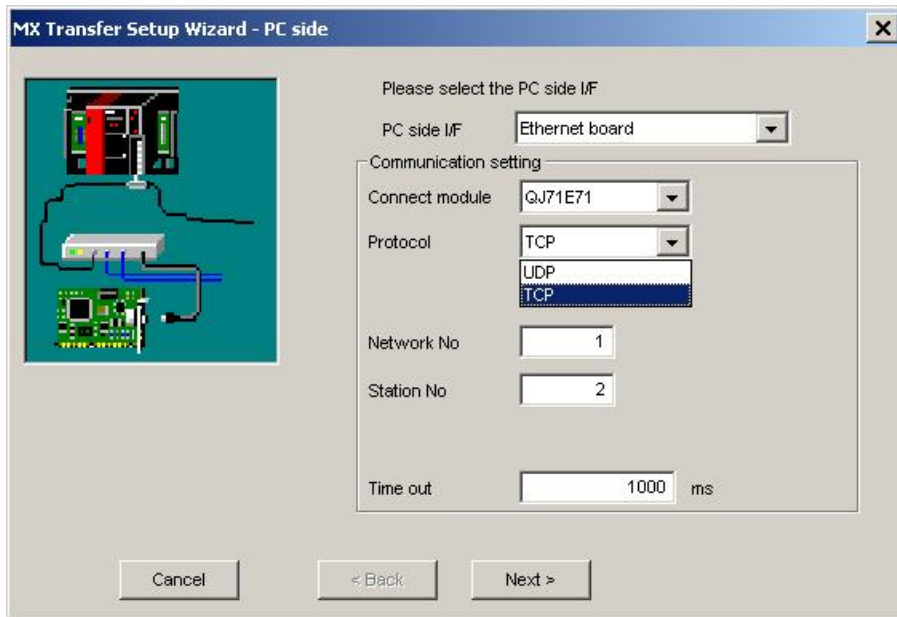 MX Transfer Setup Wizard - PC side
Please select the PC side I/F
PC side I/F Ethernet board
Communication setting
Connect module QJ71E71
Protocol TCP
UDP
TCP
Network No 1
Station No 2
Time out 1000 ms
Cancel < Back Next >